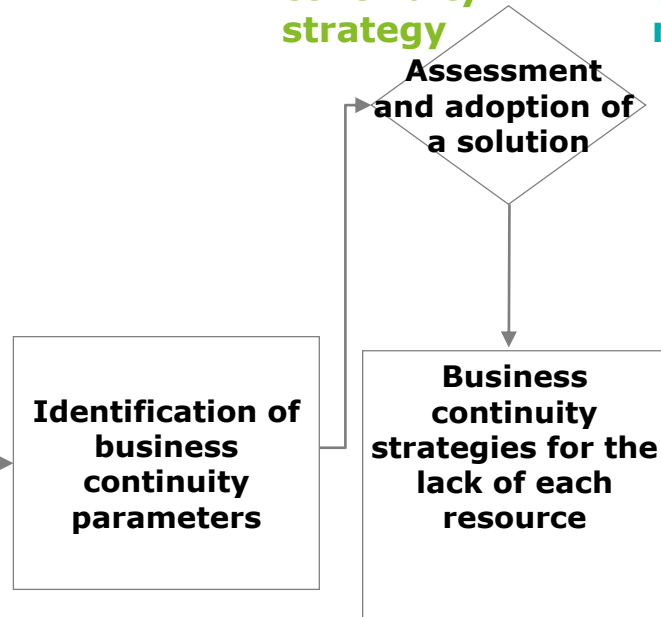 strategy
Assessment
and adoption of
a solution
Identification of
business
continuity
parameters
Business
continuity
strategies for the
lack of each
resource